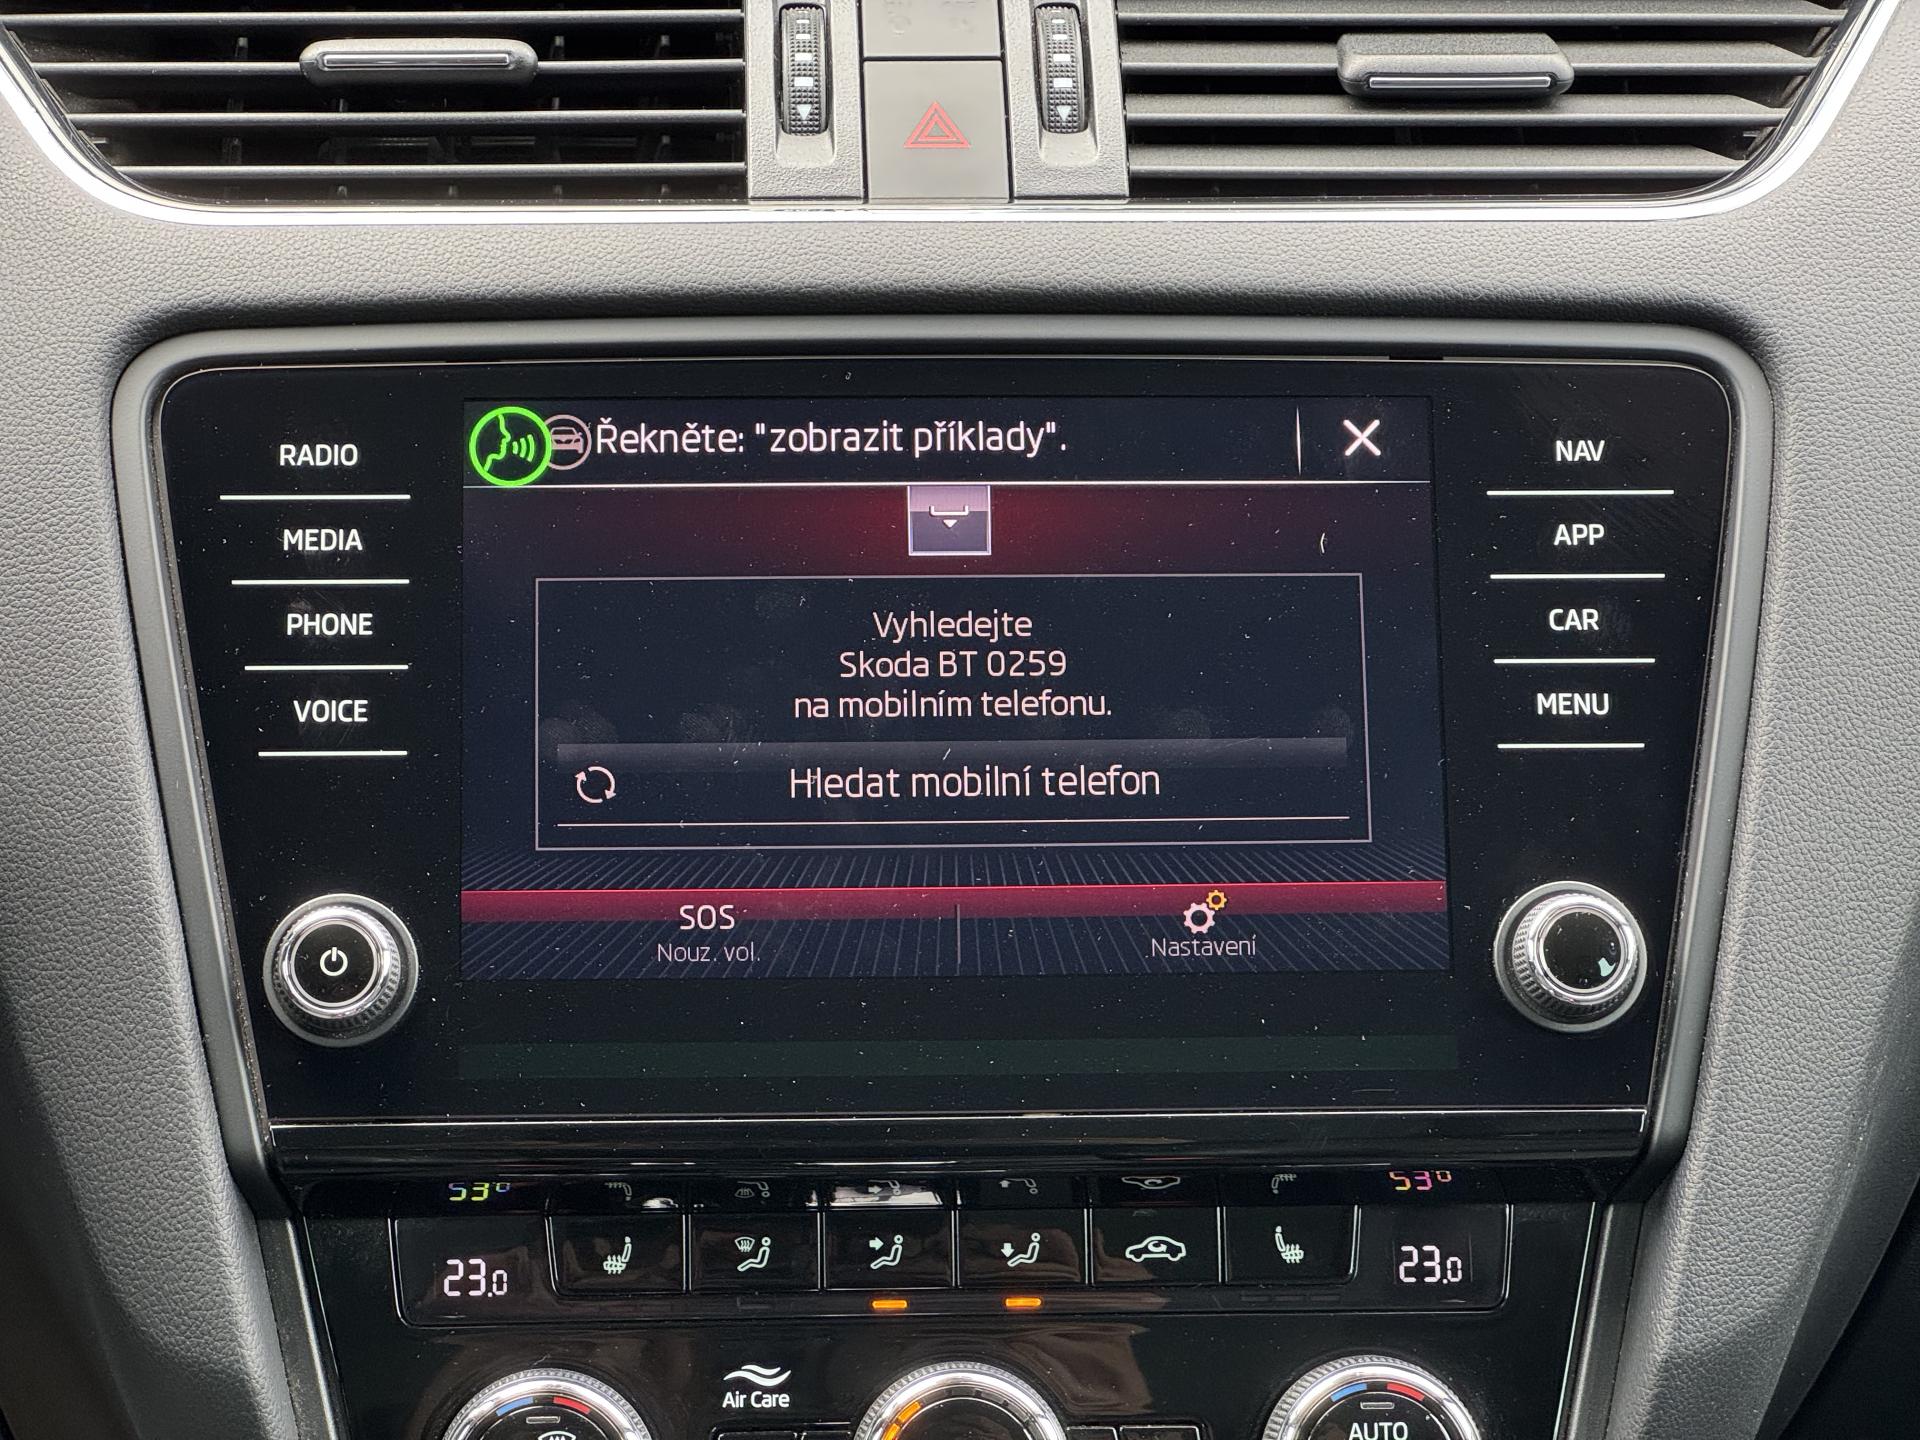 RADIO
MEDIA
PHONE
VOICE
Řekněte: "zobrazit příklady".
Vyhledejte
Skoda BT 0259
na mobilním telefonu.
Hledat mobilní telefon
SOS
Nouz. vol.
Nastavení
NAV
APP
CAR
MENU
23.0
23.0
Air Care
AUTO